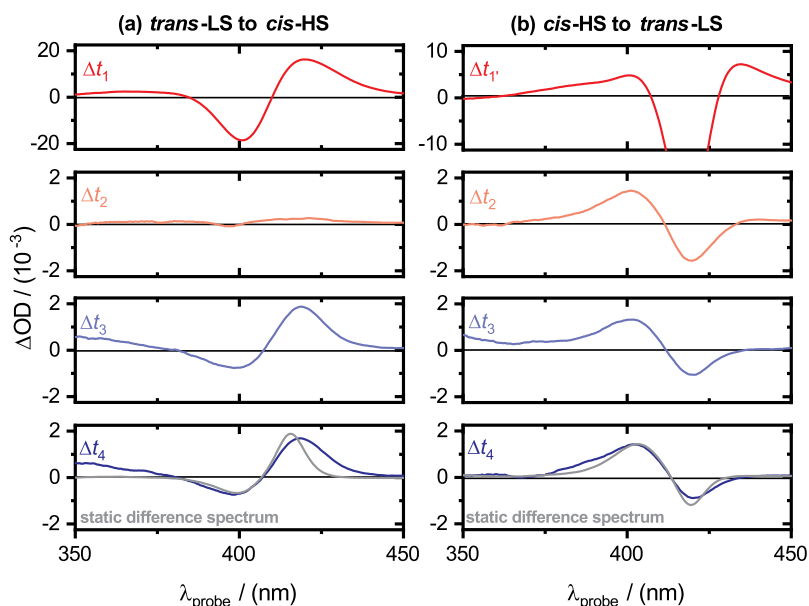 (a) trans-LS to cis-HS
(b) cis-HS to trans-LS
ΔOD / (10⁻³)
20
0
-20
Δt₁
10
0
-10
Δt₁'
2
0
-2
Δt₂
2
0
-2
Δt₂
2
0
-2
Δt₃
2
0
-2
Δt₃
2
0
-2
Δt₄
static difference spectrum
2
0
-2
Δt₄
static difference spectrum
350 400 450
350 400 450
λprobe / (nm)
λprobe / (nm)